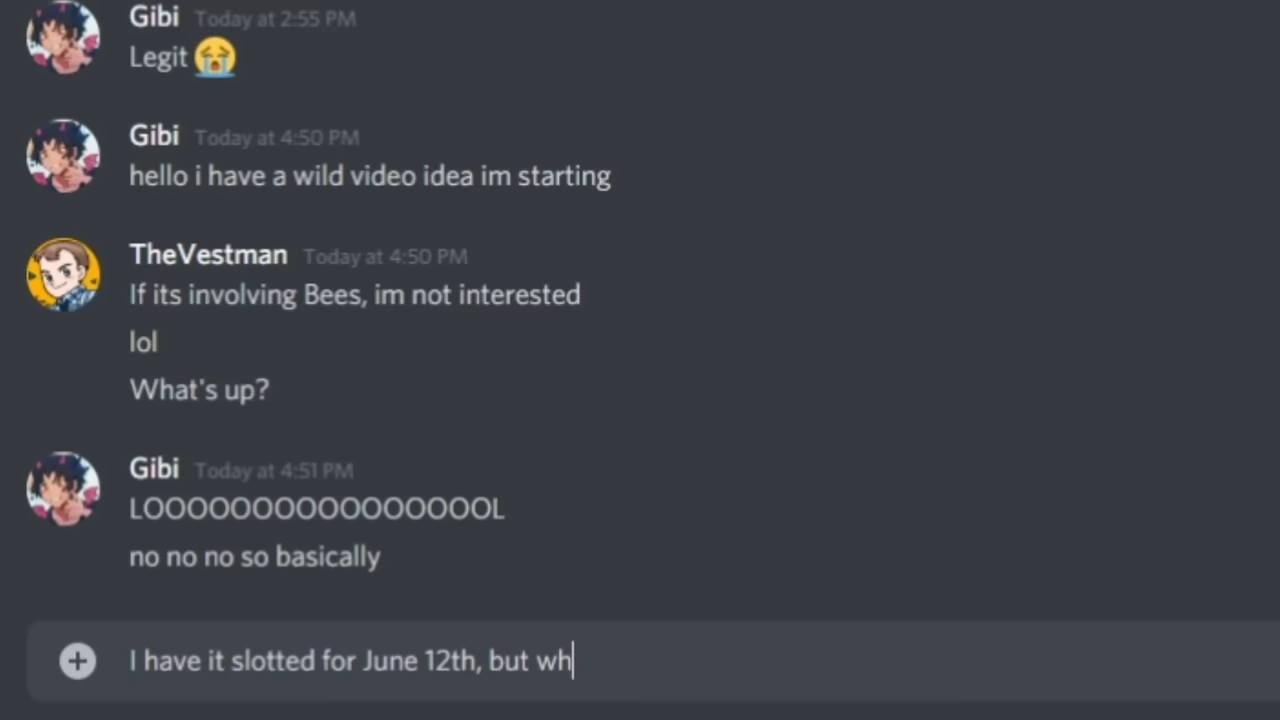 Gibi Today at 2:55 PM
Legit 😭
Gibi Today at 4:50 PM
hello i have a wild video idea im starting
TheVestman Today at 4:50 PM
If its involving Bees, im not interested
lol
What's up?
Gibi Today at 4:51 PM
LOOOOOOOOOOOOOOOOL
no no no so basically
I have it slotted for June 12th, but wh